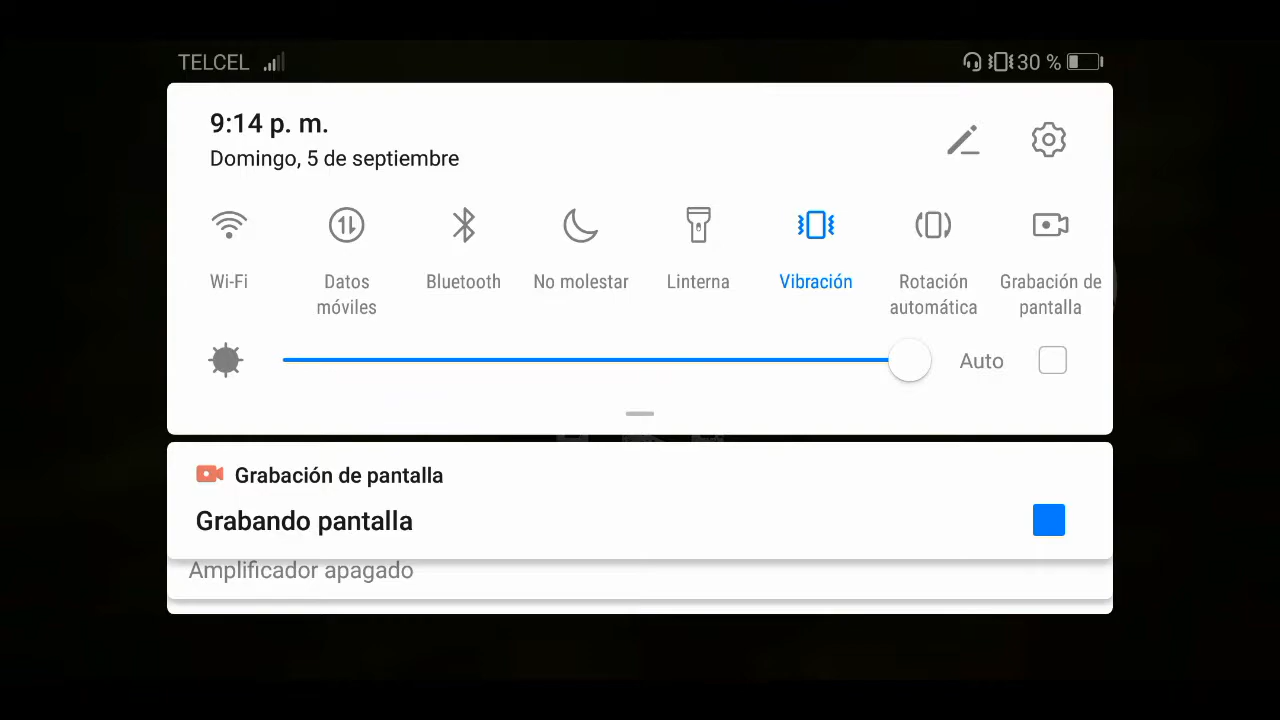 TELCEL 30 %
9:14 p. m.
Domingo, 5 de septiembre
Wi-Fi Datos móviles Bluetooth No molestar Linterna Vibración Rotación automática Grabación de pantalla
Auto
Grabación de pantalla
Grabando pantalla
Amplificador apagado